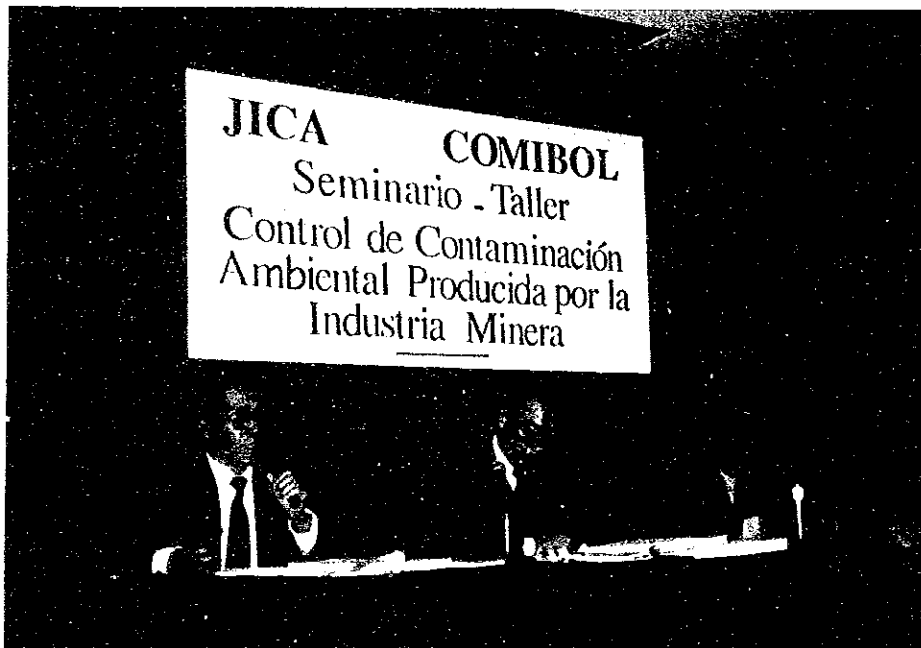 JICA COMIBOL
Seminario - Taller
Control de Contaminación
Ambiental Producida por la
Industria Minera